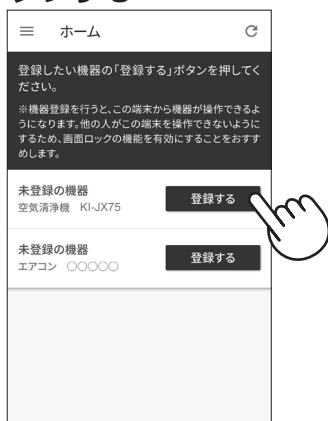 ホーム
登録したい機器の「登録する」ボタンを押してく
ださい。
※機器登録を行うと、この端末から機器が操作できるよ
うになります。他の人がこの端末を操作できないように
するため、画面ロックの機能を有効にすることをおすす
めします。
未登録の機器
空気清浄機 KI-JX75
登録する
未登録の機器
エアコン 〇〇〇〇〇
登録する